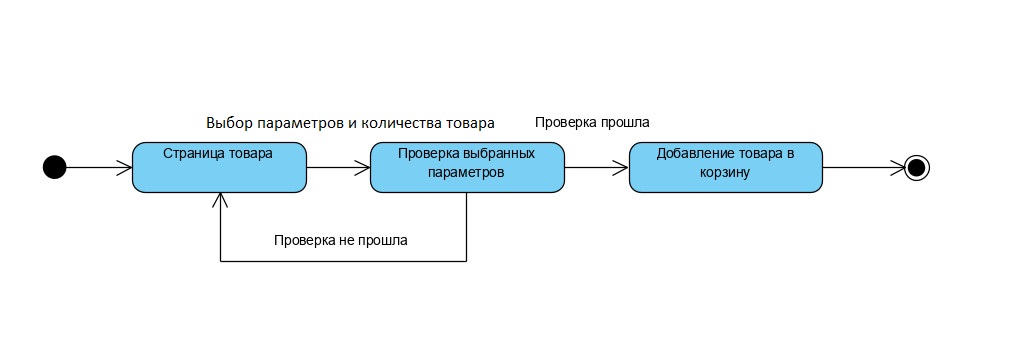 Выбор параметров и количества товара
Проверка прошла
Страница товара
Проверка выбранных
параметров
Добавление товара в
корзину
Проверка не прошла